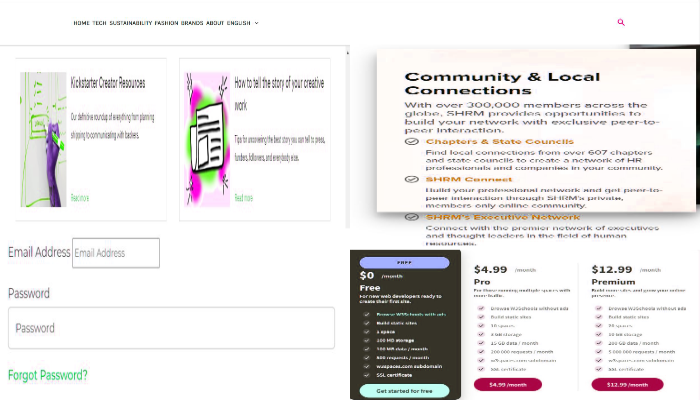 HOME TECH SUSTAINABILITY FASHION BRANDS ABOUT ENGLISH
Kickstarter Creator Resources
Our definitive roundup of everything from planning
shipping to communicating with backers.
Read more
How to tell the story of your creative
work
Tips for uncovering the best story you can tell to press,
funders, followers, and everybody else.
Read more
Email Address Email Address
Password
Password
Forgot Password?
Community & Local
Connections
With over 300,000 members across the
globe, SHRM provides opportunities to
build your network with exclusive peer-to-
peer interaction.
Chapters & State Councils
Find local connections from over 607 chapters
and state councils to create a network of HR
professionals and companies in your community.
SHRM Connect
Build your professional network and get peer-to-
peer interaction through SHRM's private,
members only online community.
SHRM's Executive Network
Connect with the premier network of executives
and thought leaders in the field of human
resources.
FREE
$0 /month
Free
For new web developers ready to
create their first site.
Browse W3Schools with ads
Build static sites
1 space
100 MB storage
100 MB data / month
800 requests / month
w3spaces.com subdomain
SSL certificate
Get started for free
$4.99 /month
Pro
For those running multiple spaces with
more traffic.
Browse W3Schools without ads
Build static sites
10 spaces
3 GB storage
15 GB data / month
200 000 requests / month
w3spaces.com subdomain
SSL certificate
$4.99 /month
$12.99 /month
Premium
Build more sites and grow your online
presence.
Browse W3Schools without ads
Build static sites
200 GB data / month
5 000 000 requests / month
w3spaces.com subdomain
SSL certificate
$12.99 /month